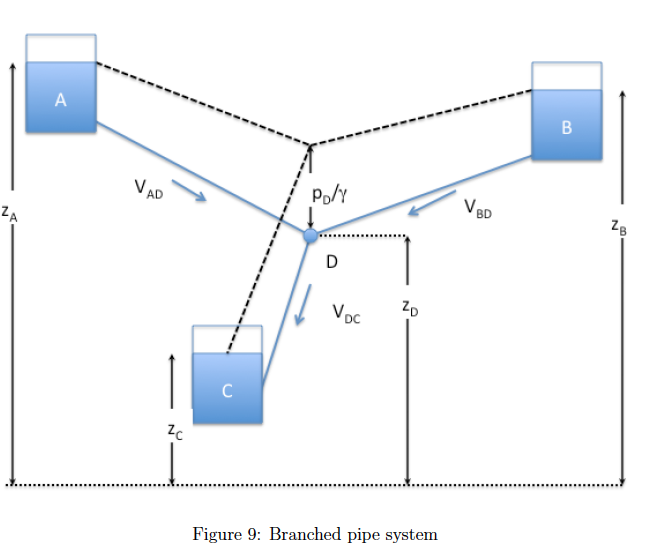 A
B
V_AD
p_D/γ
V_BD
z_A
z_B
D
V_DC
z_D
C
z_C
Figure 9: Branched pipe system